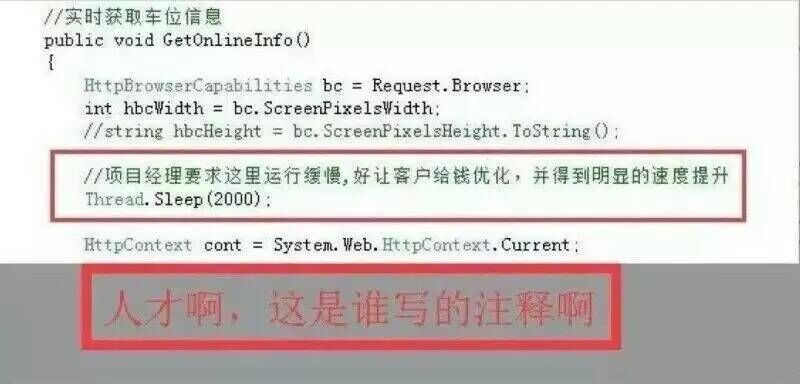 //实时获取车位信息
public void GetOnlineInfo()
{
HttpBrowserCapabilities bc = Request.Browser;
int hbcWidth = bc.ScreenPixelsWidth;
//string hbcHeight = bc.ScreenPixelsHeight.ToString();
//项目经理要求这里运行缓慢,好让客户给钱优化，并得到明显的速度提升
Thread.Sleep(2000);
HttpContext cont = System.Web.HttpContext.Current;
人才啊，这是谁写的注释啊